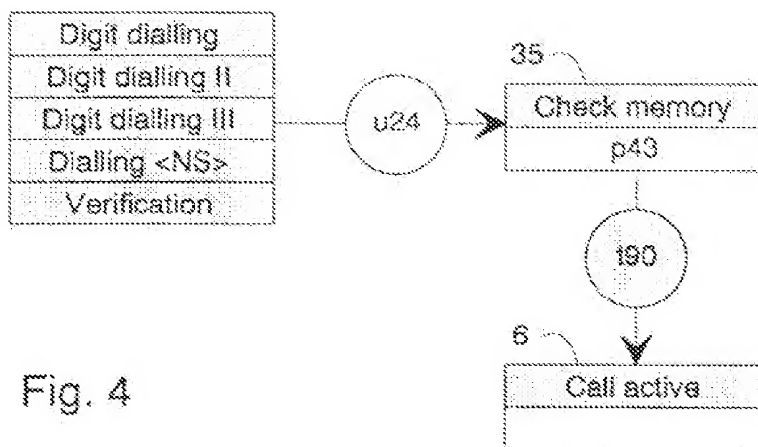 Digit dialling
Digit dialling II
Digit dialling III
Dialling <NS>
Verification
u24
35
Check memory
p43
t90
6
Call active
Fig. 4